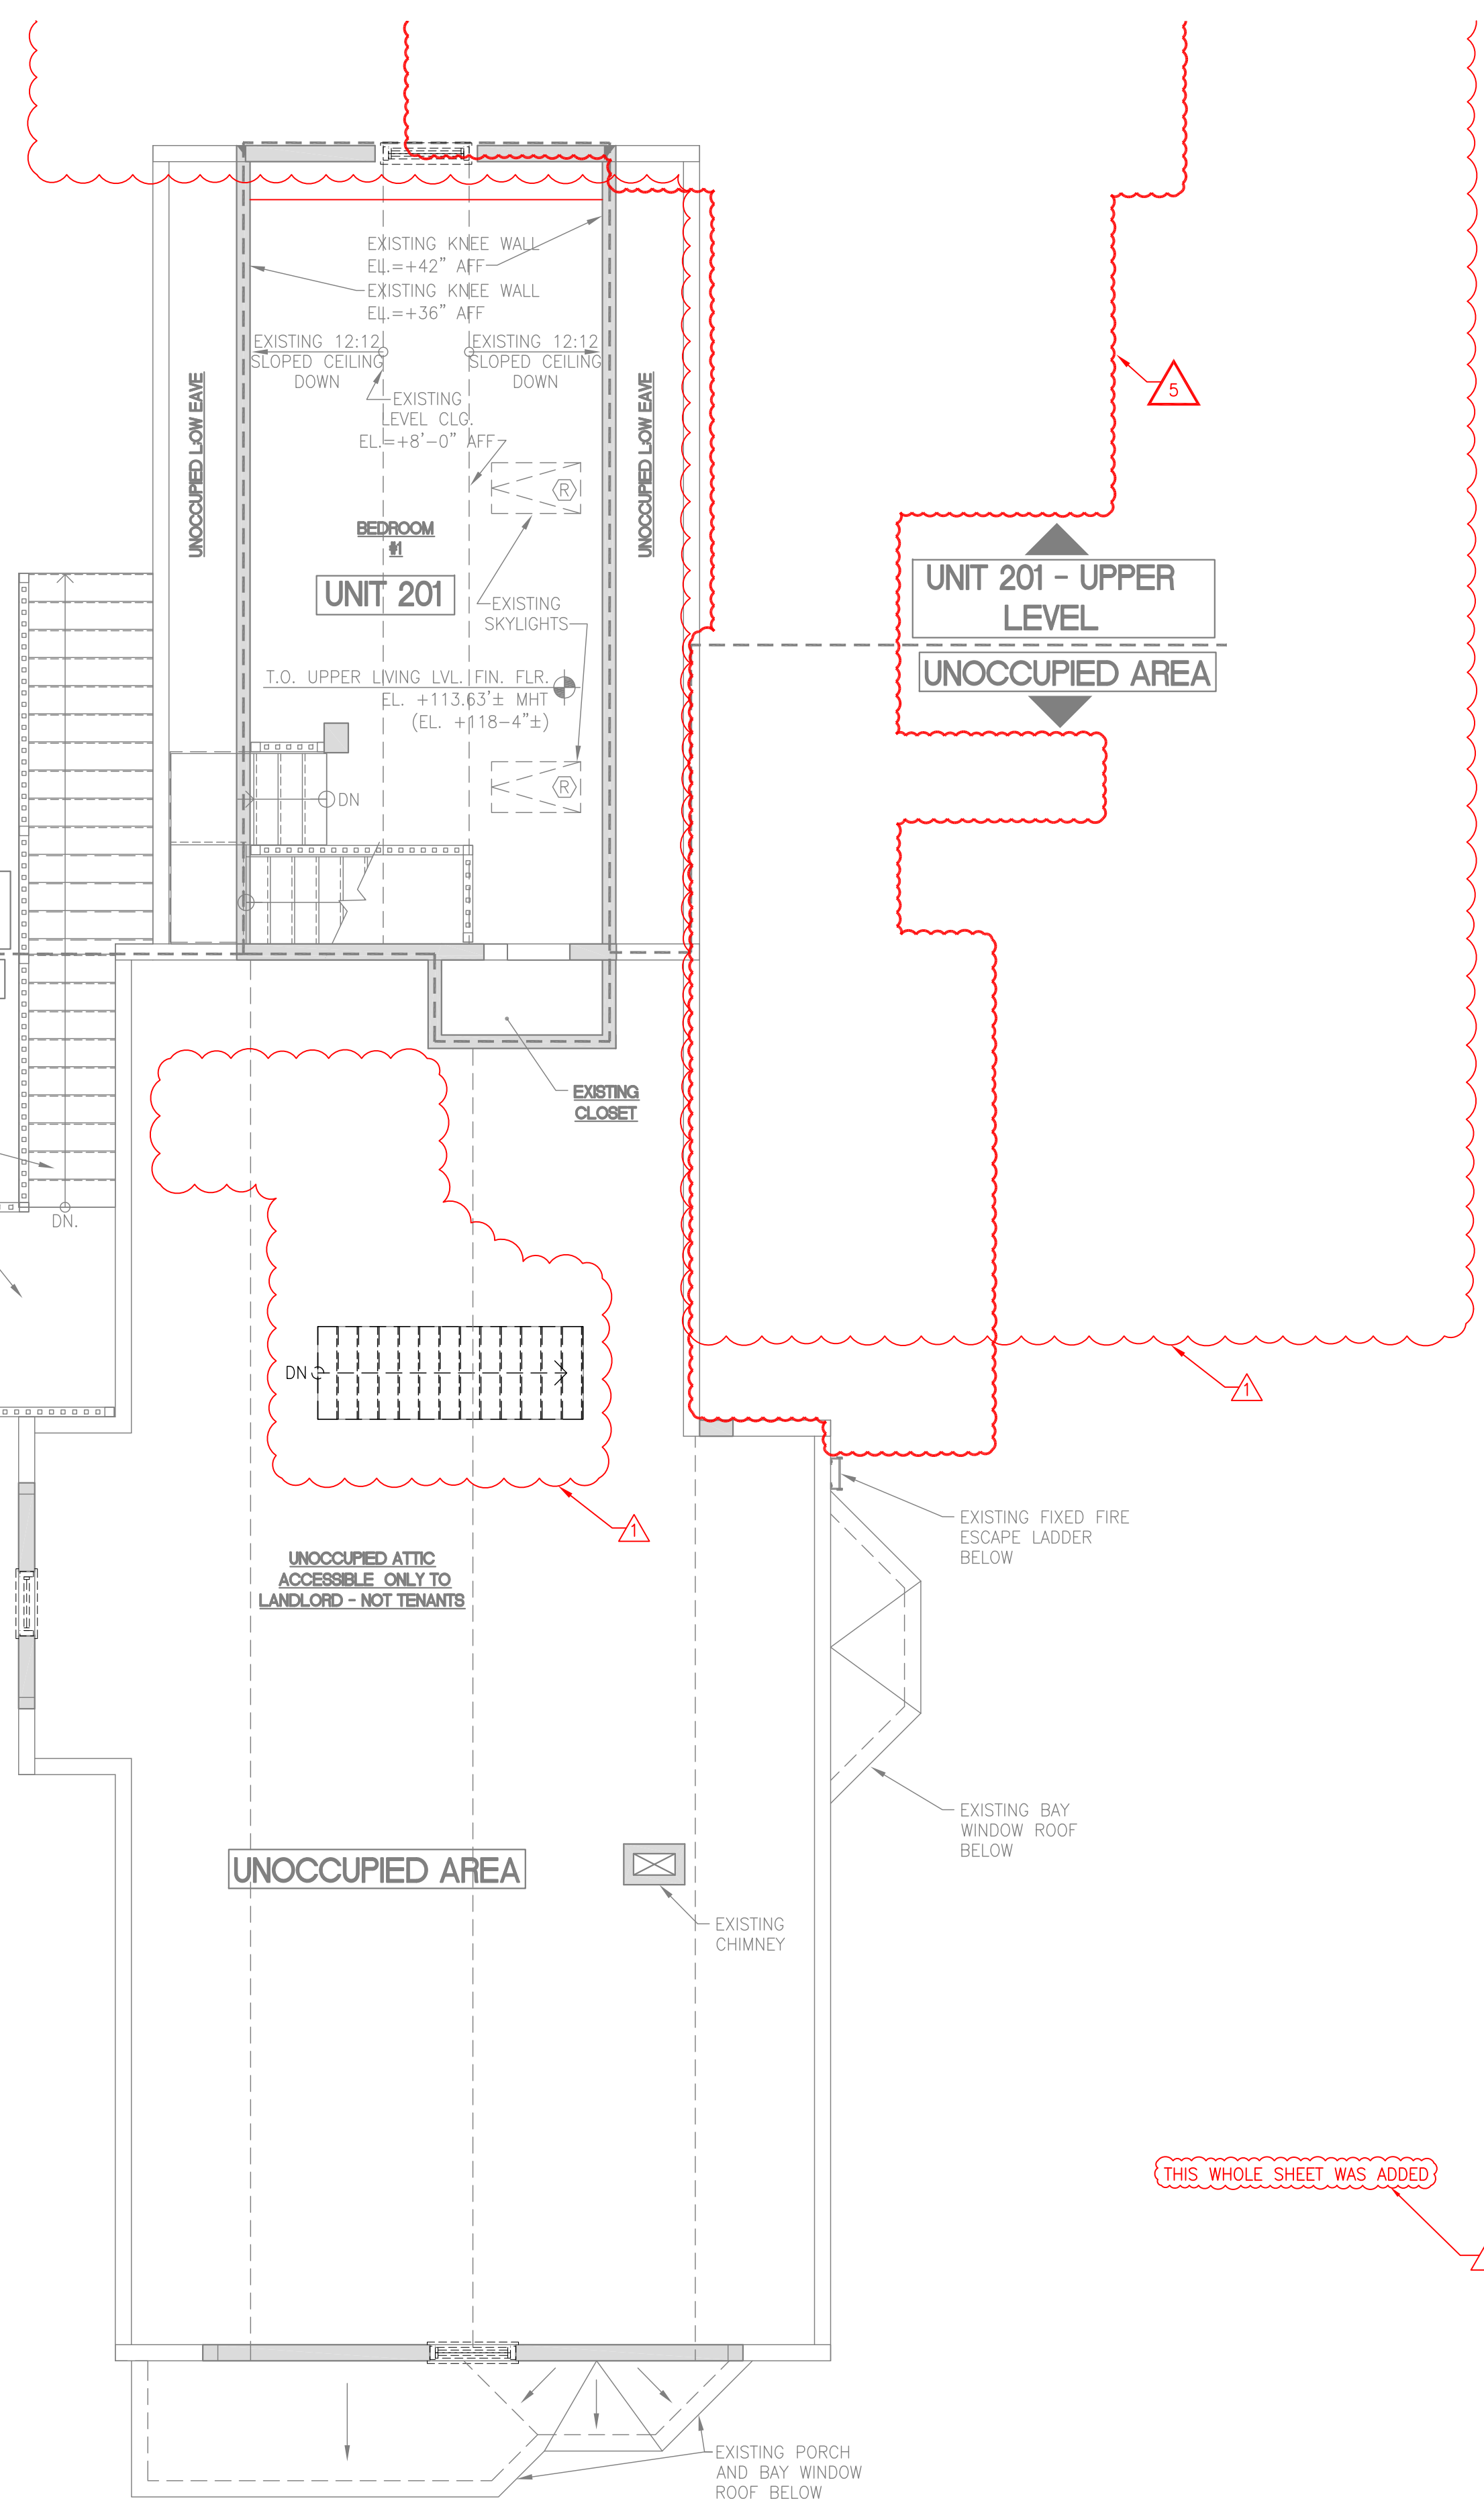 EXISTING KNEE WALL
EL.=+42" AFF
EXISTING KNEE WALL
EL.=+36" AFF
EXISTING 12:12
SLOPED CEILING
DOWN
EXISTING 12:12
SLOPED CEILING
DOWN
UNOCCUPIED L:OW EAVE
UNOCCUPIED L:OW EAVE
5
EXISTING
LEVEL CLG.
EL.=+8'-0" AFF
R
BEDROOM
#1
UNIT 201
EXISTING
SKYLIGHTS
UNIT 201 - UPPER
LEVEL
UNOCCUPIED AREA
T.O. UPPER LIVING LVL. FIN. FLR.
EL. +113.63'± MHT
(EL. +118-4"±)
R
DN
EXISTING
CLOSET
DN.
DN
1
1
EXISTING FIXED FIRE
ESCAPE LADDER
BELOW
UNOCCUPIED ATTIC
ACCESSIBLE ONLY TO
LANDLORD - NOT TENANTS
EXISTING BAY
WINDOW ROOF
BELOW
UNOCCUPIED AREA
EXISTING
CHIMNEY
THIS WHOLE SHEET WAS ADDED
EXISTING PORCH
AND BAY WINDOW
ROOF BELOW